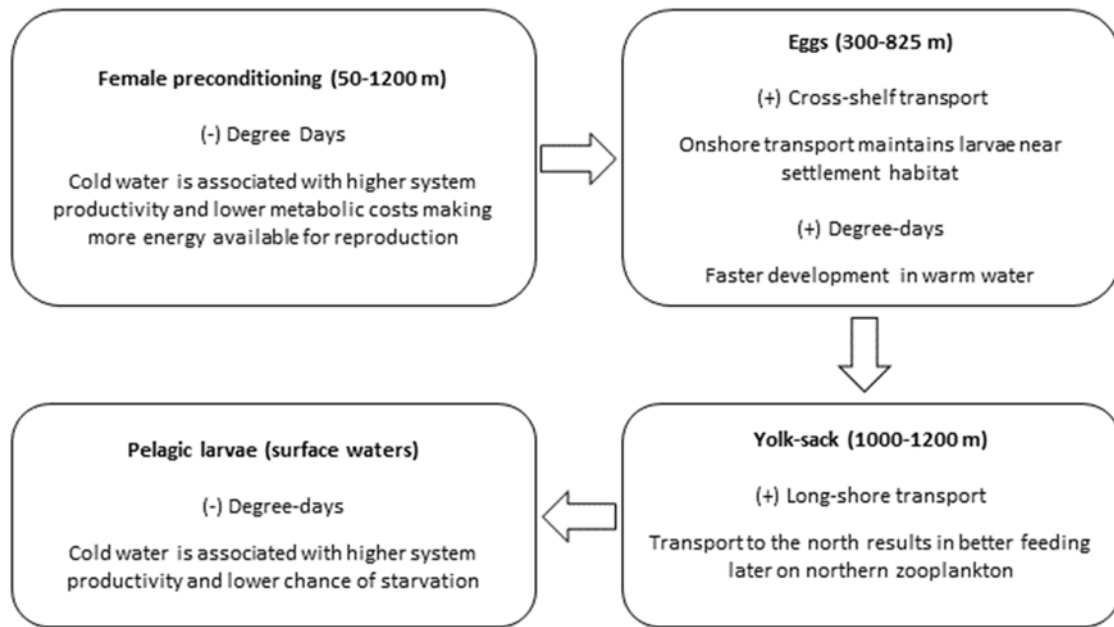 Female preconditioning (50-1200 m)
(-) Degree Days
Cold water is associated with higher system
productivity and lower metabolic costs making
more energy available for reproduction
Eggs (300-825 m)
(+) Cross-shelf transport
Onshore transport maintains larvae near
settlement habitat
(+) Degree-days
Faster development in warm water
Yolk-sack (1000-1200 m)
(+) Long-shore transport
Transport to the north results in better feeding
later on northern zooplankton
Pelagic larvae (surface waters)
(-) Degree-days
Cold water is associated with higher system
productivity and lower chance of starvation